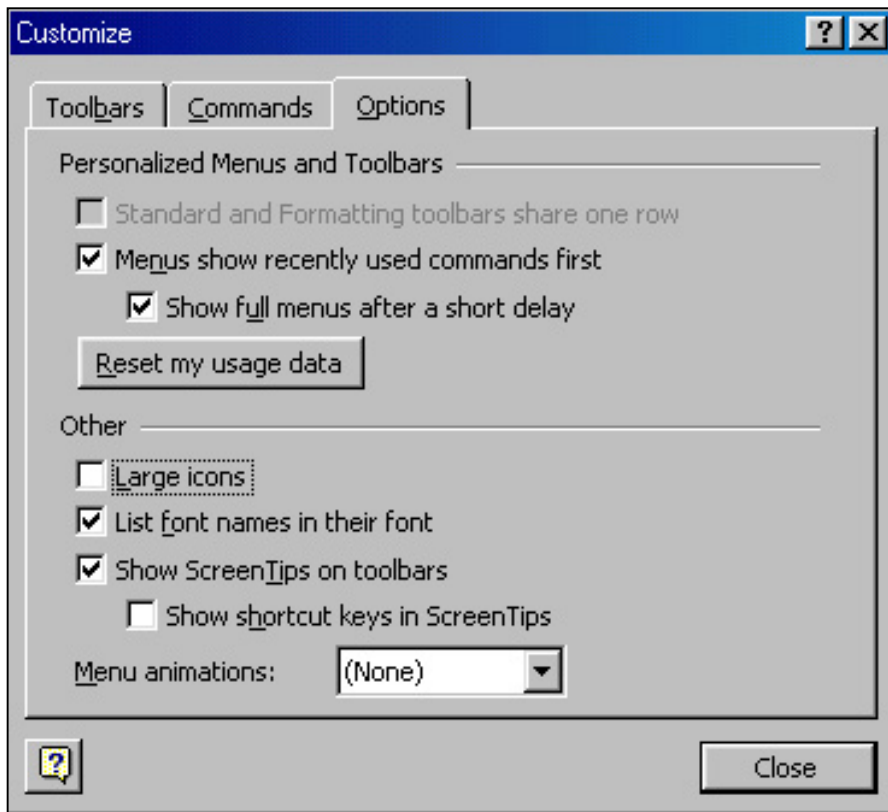 Customize
Toolbars Commands Options
Personalized Menus and Toolbars
Standard and Formatting toolbars share one row
Menus show recently used commands first
Show full menus after a short delay
Reset my usage data
Other
Large icons
List font names in their font
Show ScreenTips on toolbars
Show shortcut keys in ScreenTips
Menu animations: (None)
Close